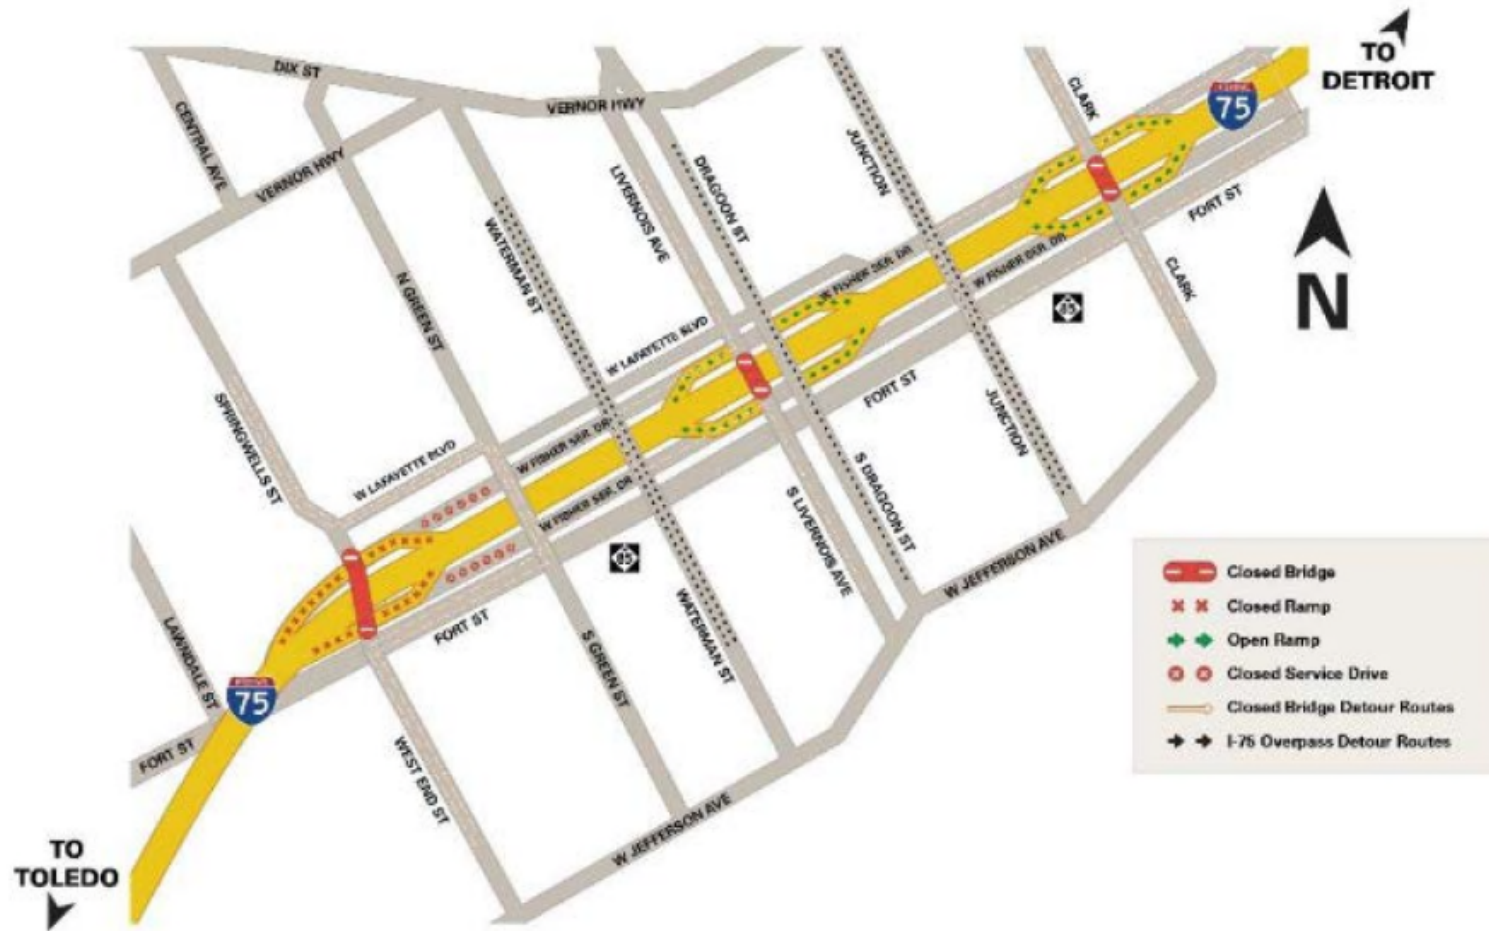 TO
DETROIT
DIX ST
VERNOR HWY
CENTRAL AVE
VERNOR HWY
CLARK
75
JUNCTION
DRAGOON ST
LIVERNOIS AVE
WATERMAN ST
FORT ST
N
CLARK
W FISHER SER. DR
W FISHER SER. DR
85
N GREEN ST
W LAFAYETTE BLVD
FORT ST
JUNCTION
SPRINGWELLS ST
W LAFAYETTE BLVD
W FISHER SER. DR
W FISHER SER. DR
S DRAGOON ST
S LIVERNOIS AVE
85
W JEFFERSON AVE
FORT ST
WATERMAN ST
S GREEN ST
LAWNDALE ST
75
FORT ST
WEST END ST
W JEFFERSON AVE
TO
TOLEDO
Closed Bridge
Closed Ramp
Open Ramp
Closed Service Drive
Closed Bridge Detour Routes
I-75 Overpass Detour Routes